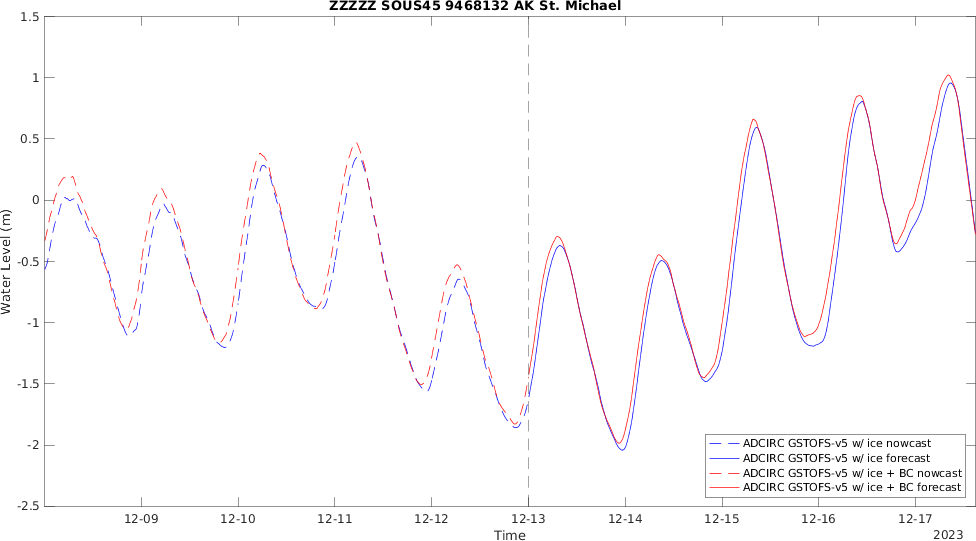 ZZZZZ SOUS45 9468132 AK St. Michael
Water Level (m)
1.5
1
0.5
0
-0.5
-1
-1.5
-2
-2.5
12-09 12-10 12-11 12-12 12-13 12-14 12-15 12-16 12-17
Time
2023
ADCIRC GSTOFS-v5 w/ ice nowcast
ADCIRC GSTOFS-v5 w/ ice forecast
ADCIRC GSTOFS-v5 w/ ice + BC nowcast
ADCIRC GSTOFS-v5 w/ ice + BC forecast